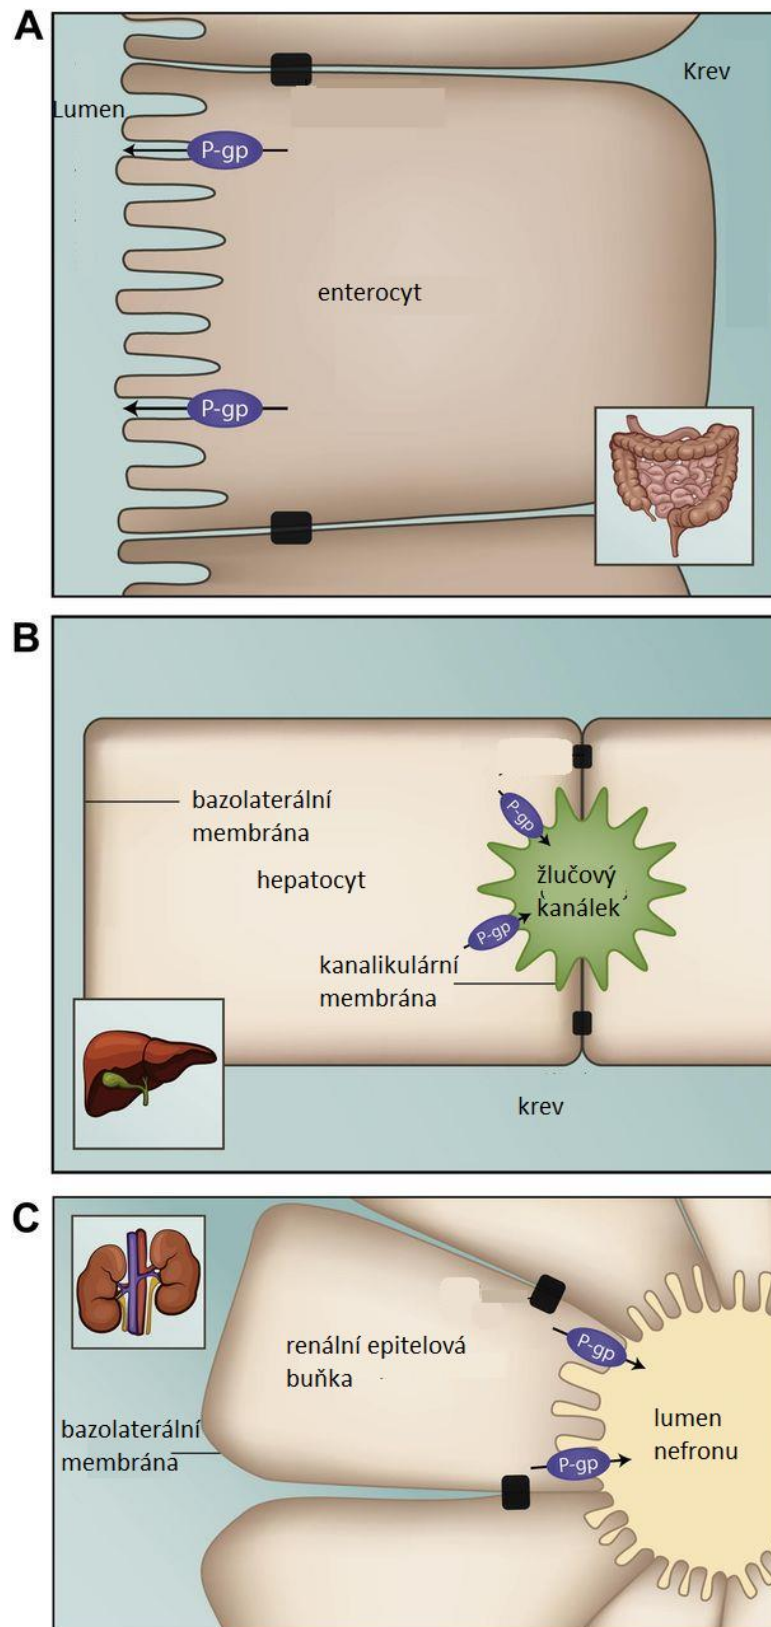 A
Krev
Lumen
P-gp
enterocyt
P-gp
B
bazolaterální
membrána
P-gp
hepatocyt
žlučový
kanálek
P-gp
kanalikulární
membrána
krev
C
renální epitelová
buňka
P-gp
bazolaterální
membrána
lumen
nefronu
P-gp